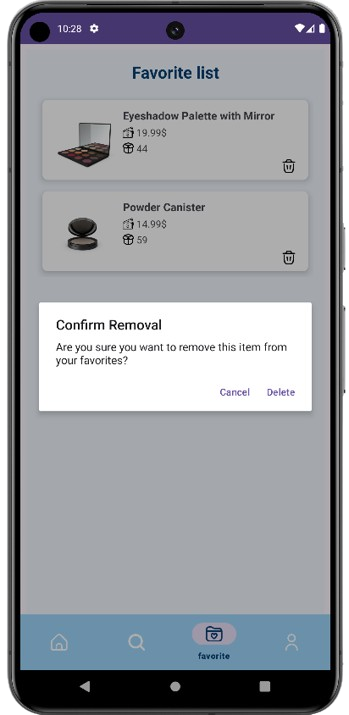 10:28
Favorite list
Eyeshadow Palette with Mirror
19.99$
44
Powder Canister
14.99$
59
Confirm Removal
Are you sure you want to remove this item from
your favorites?
Cancel Delete
favorite